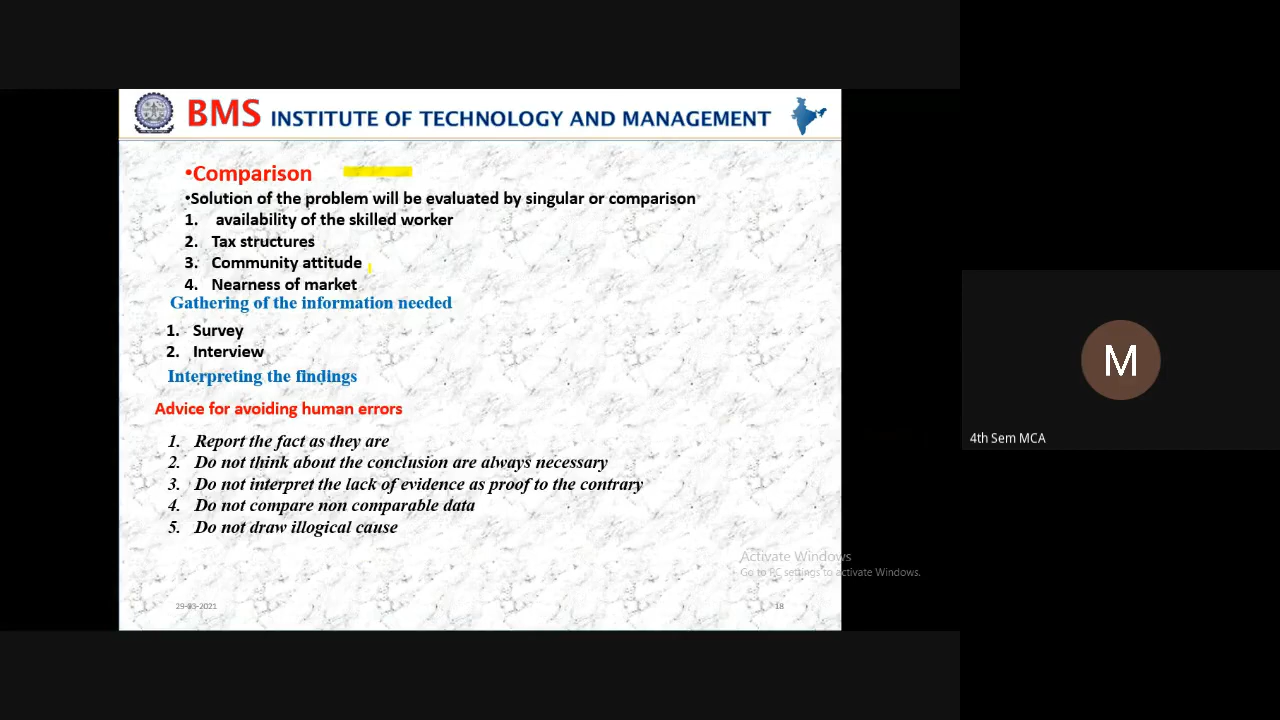 BMS INSTITUTE OF TECHNOLOGY AND MANAGEMENT
•Comparison
•Solution of the problem will be evaluated by singular or comparison
1. availability of the skilled worker
2. Tax structures
3. Community attitude
4. Nearness of market
Gathering of the information needed
1. Survey
2. Interview
Interpreting the findings
Advice for avoiding human errors
1. Report the fact as they are
2. Do not think about the conclusion are always necessary
3. Do not interpret the lack of evidence as proof to the contrary
4. Do not compare non comparable data
5. Do not draw illogical cause
Activate Windows
Go to PC settings to activate Windows.
29-03-2021
18
M
4th Sem MCA